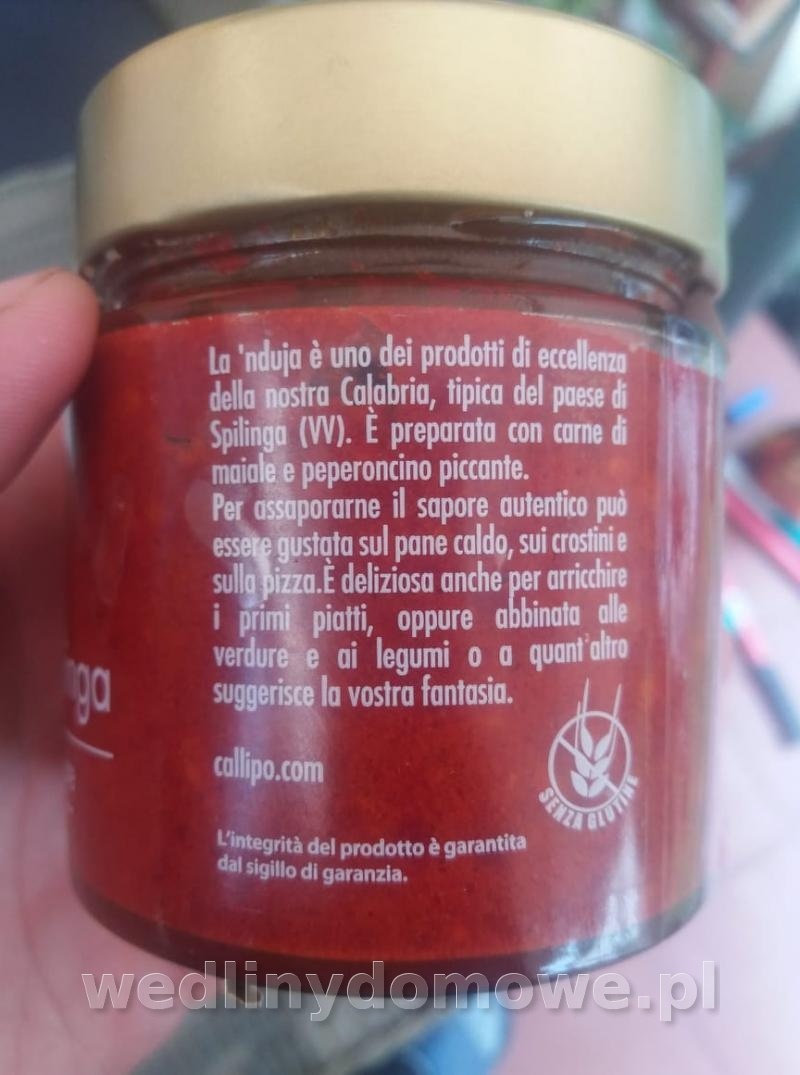 La 'nduja è uno dei prodotti di eccellenza
della nostra Calabria, tipica del paese di
Spilinga (VV). È preparata con carne di
maiale e peperoncino piccante.
Per assaporarne il sapore autentico può
essere gustata sul pane caldo, sui crostini e
sulla pizza.È deliziosa anche per arricchire
i primi piatti, oppure abbinata alle
verdure e ai legumi o a quant'altro
suggerisce la vostra fantasia.
callipo.com
SENZA GLUTINE
L'integrità del prodotto è garantita
dal sigillo di garanzia.
wedlinydomowe.pl